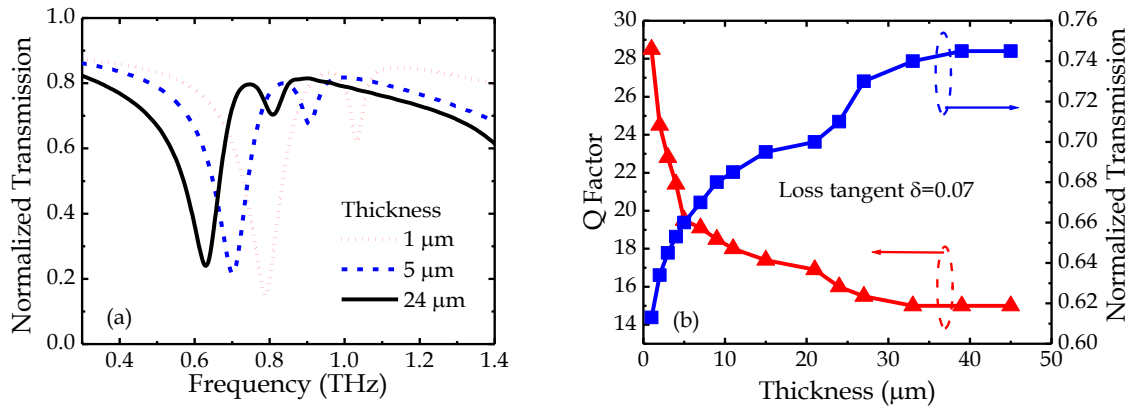 1.0
0.8
0.6
0.4
0.2
0.0
Normalized Transmission
0.4 0.6 0.8 1.0 1.2 1.4
Frequency (THz)
Thickness
1 μm
5 μm
24 μm
(a)
30
28
26
24
22
20
18
16
14
Q Factor
0 10 20 30 40 50
Thickness (μm)
Loss tangent δ=0.07
(b)
0.76
0.74
0.72
0.70
0.68
0.66
0.64
0.62
0.60
Normalized Transmission